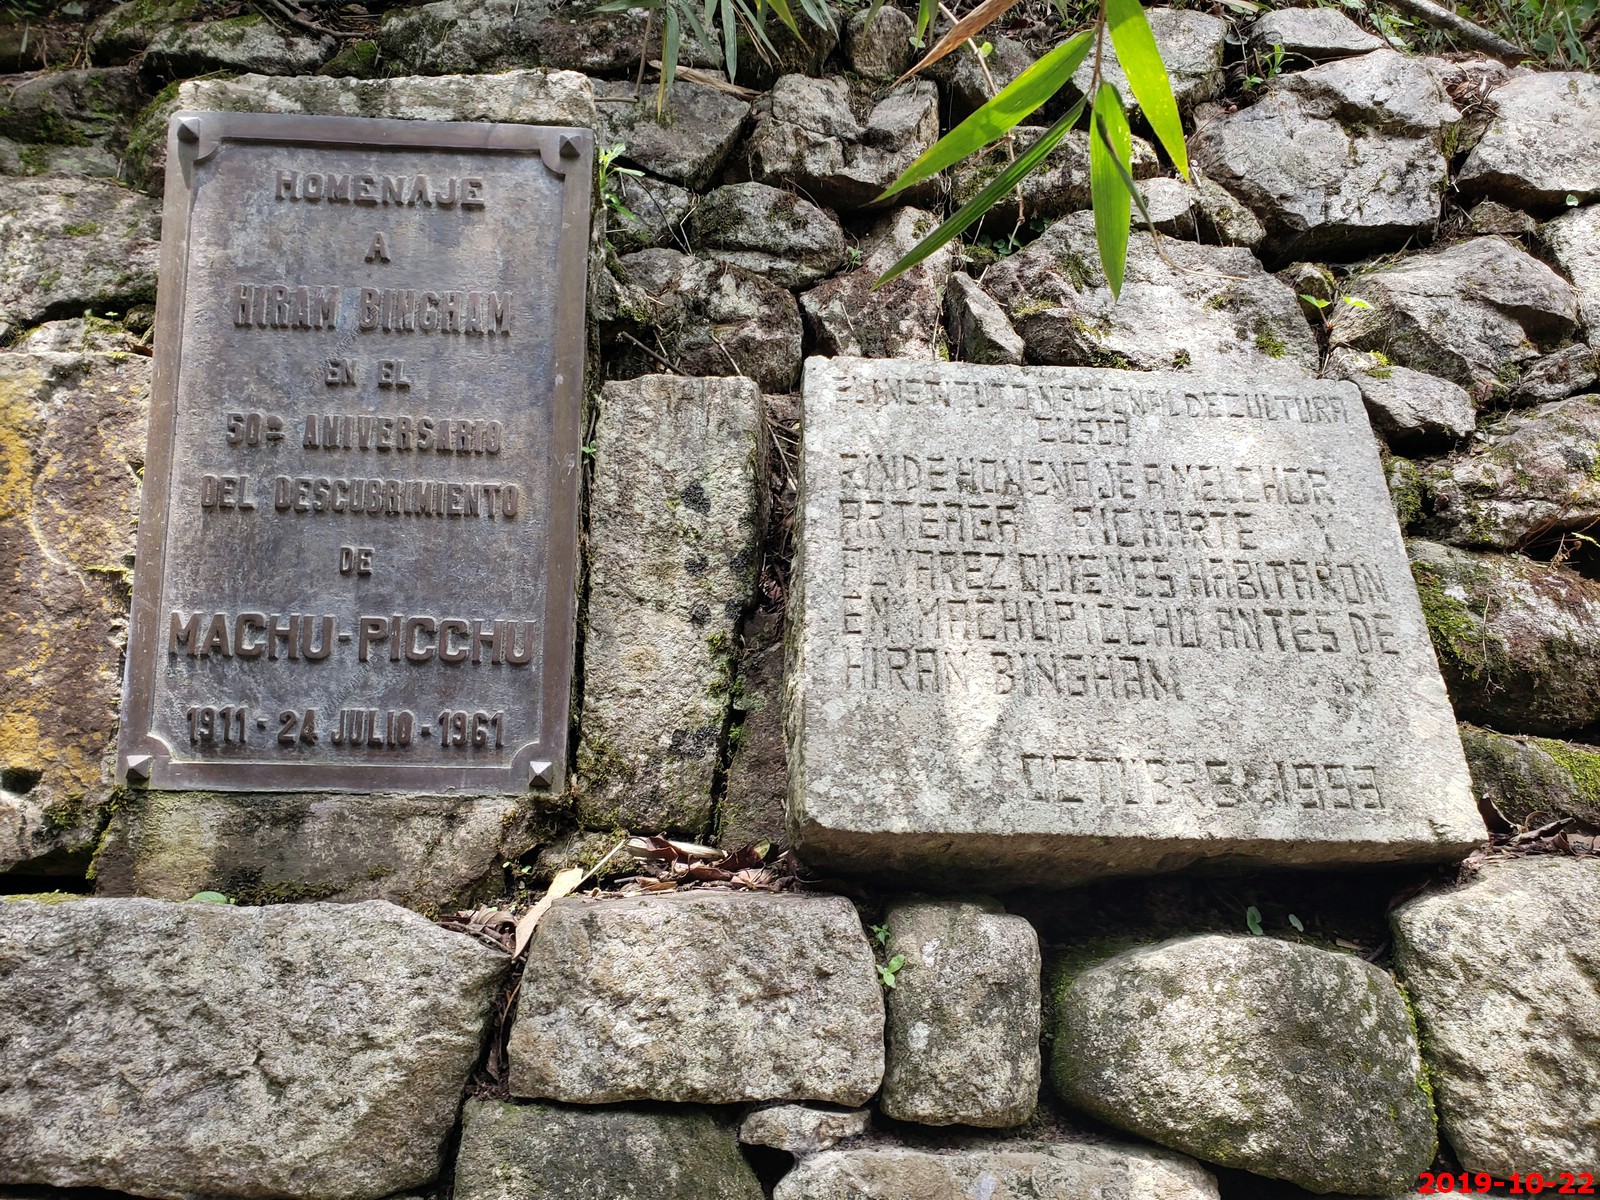 HOMENAJE
A
HIRAM BINGHAM
EN EL
50º ANIVERSARIO
DEL DESCUBRIMIENTO
DE
MACHU-PICCHU
1911 - 24 JULIO - 1961
INSTITUTO NACIONAL DE CULTURA
CUSCO
RINDE HOMENAJE A MELCHOR
ARTEAGA RICHARTE Y
ALVAREZ QUIENES HABITARON
EN MACHUPICCHU ANTES DE
HIRAN BINGHAM
OCTUBRE 1993
2019-10-22